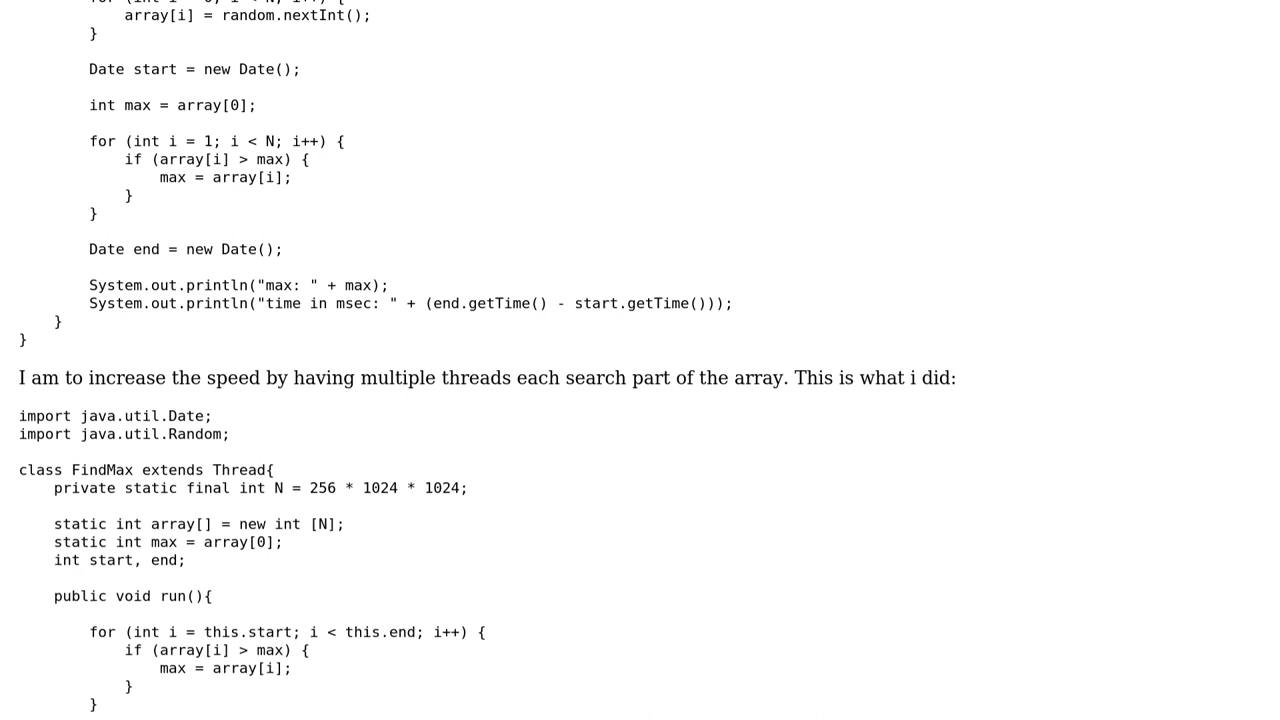 array[i] = random.nextInt();
}
Date start = new Date();
int max = array[0];
for (int i = 1; i < N; i++) {
if (array[i] > max) {
max = array[i];
}
}
Date end = new Date();
System.out.println("max: " + max);
System.out.println("time in msec: " + (end.getTime() - start.getTime()));
}
}
I am to increase the speed by having multiple threads each search part of the array. This is what i did:
import java.util.Date;
import java.util.Random;
class FindMax extends Thread{
private static final int N = 256 * 1024 * 1024;
static int array[] = new int [N];
static int max = array[0];
int start, end;
public void run(){
for (int i = this.start; i < this.end; i++) {
if (array[i] > max) {
max = array[i];
}
}